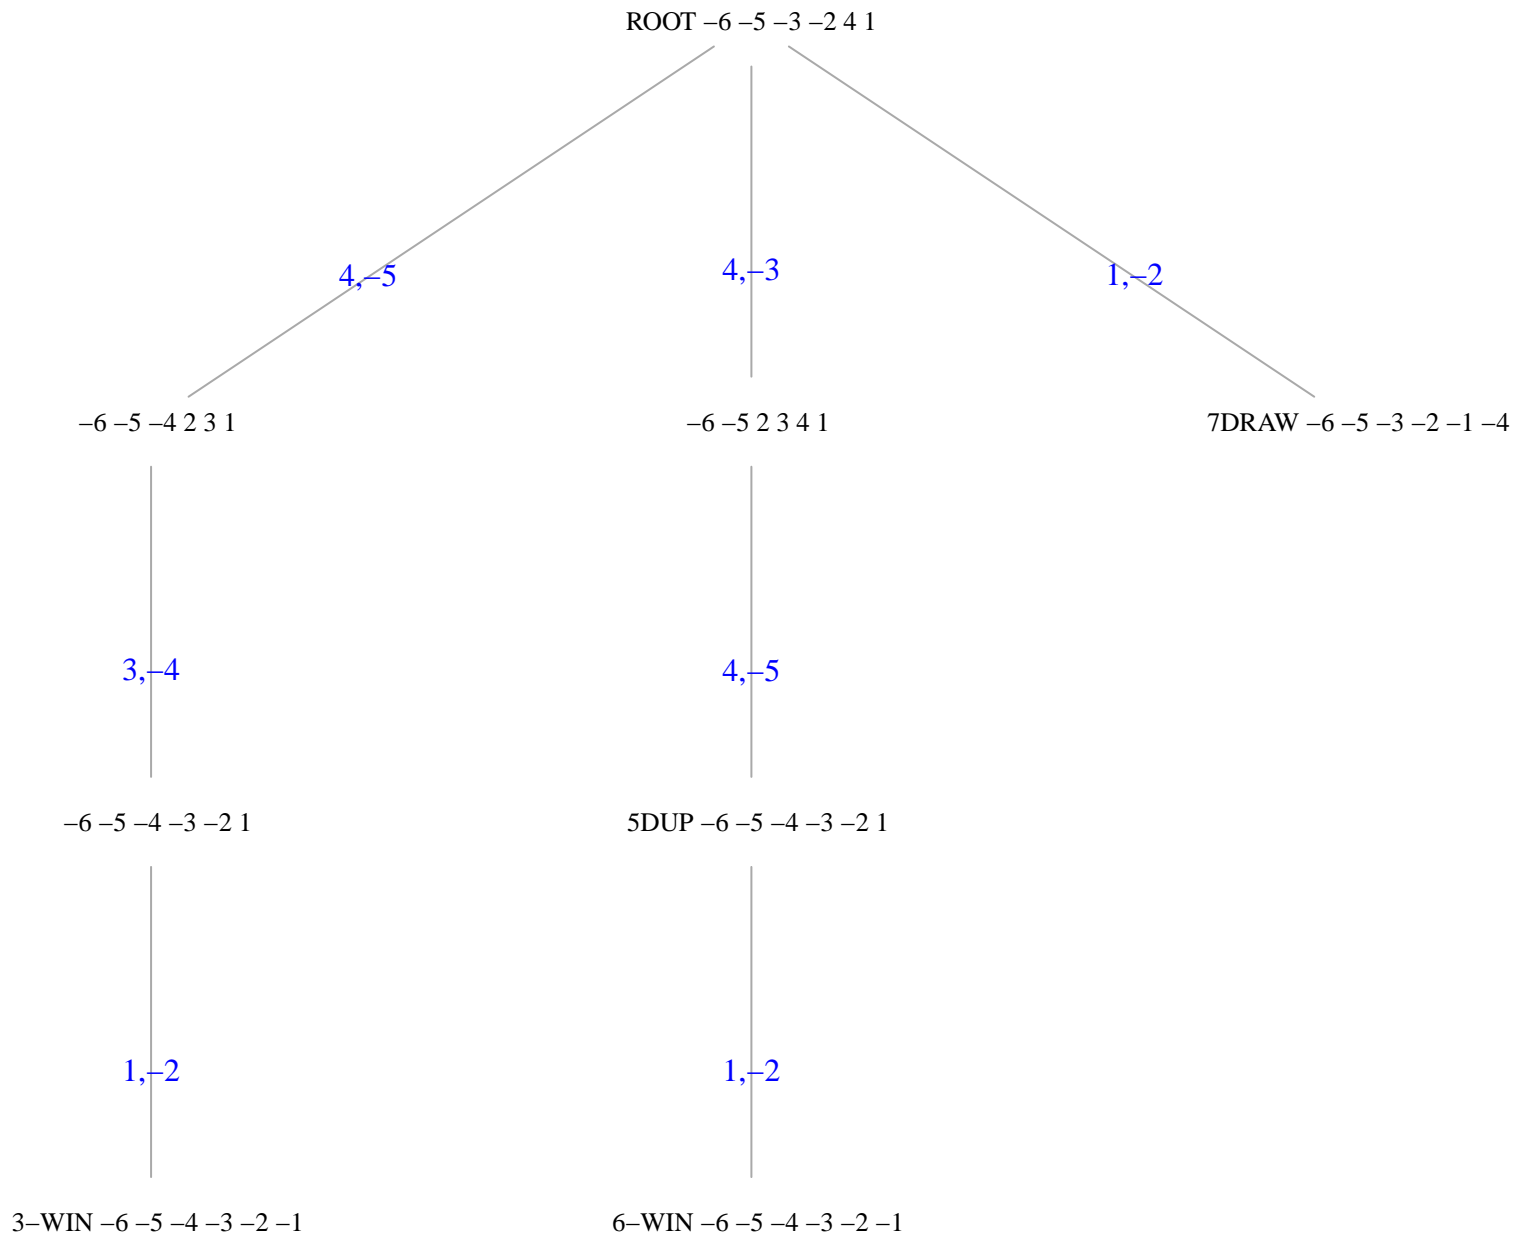 ROOT –6 –5 –3 –2 4 1
4,–5
4,–3
1,–2
–6 –5 –4 2 3 1
–6 –5 2 3 4 1
7DRAW –6 –5 –3 –2 –1 –4
3,–4
4,–5
–6 –5 –4 –3 –2 1
5DUP –6 –5 –4 –3 –2 1
1,–2
1,–2
3–WIN –6 –5 –4 –3 –2 –1
6–WIN –6 –5 –4 –3 –2 –1